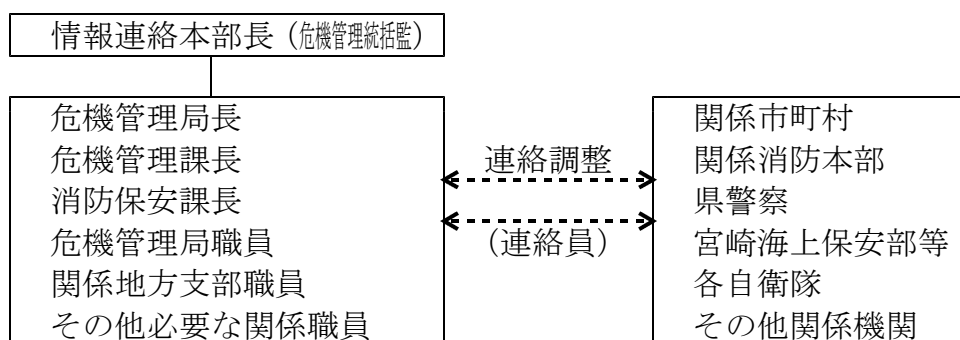 情報連絡本部長（危機管理統括監）
危機管理局長
危機管理課長
消防保安課長
危機管理局職員
関係地方支部職員
その他必要な関係職員
連絡調整
（連絡員）
関係市町村
関係消防本部
県警察
宮崎海上保安部等
各自衛隊
その他関係機関